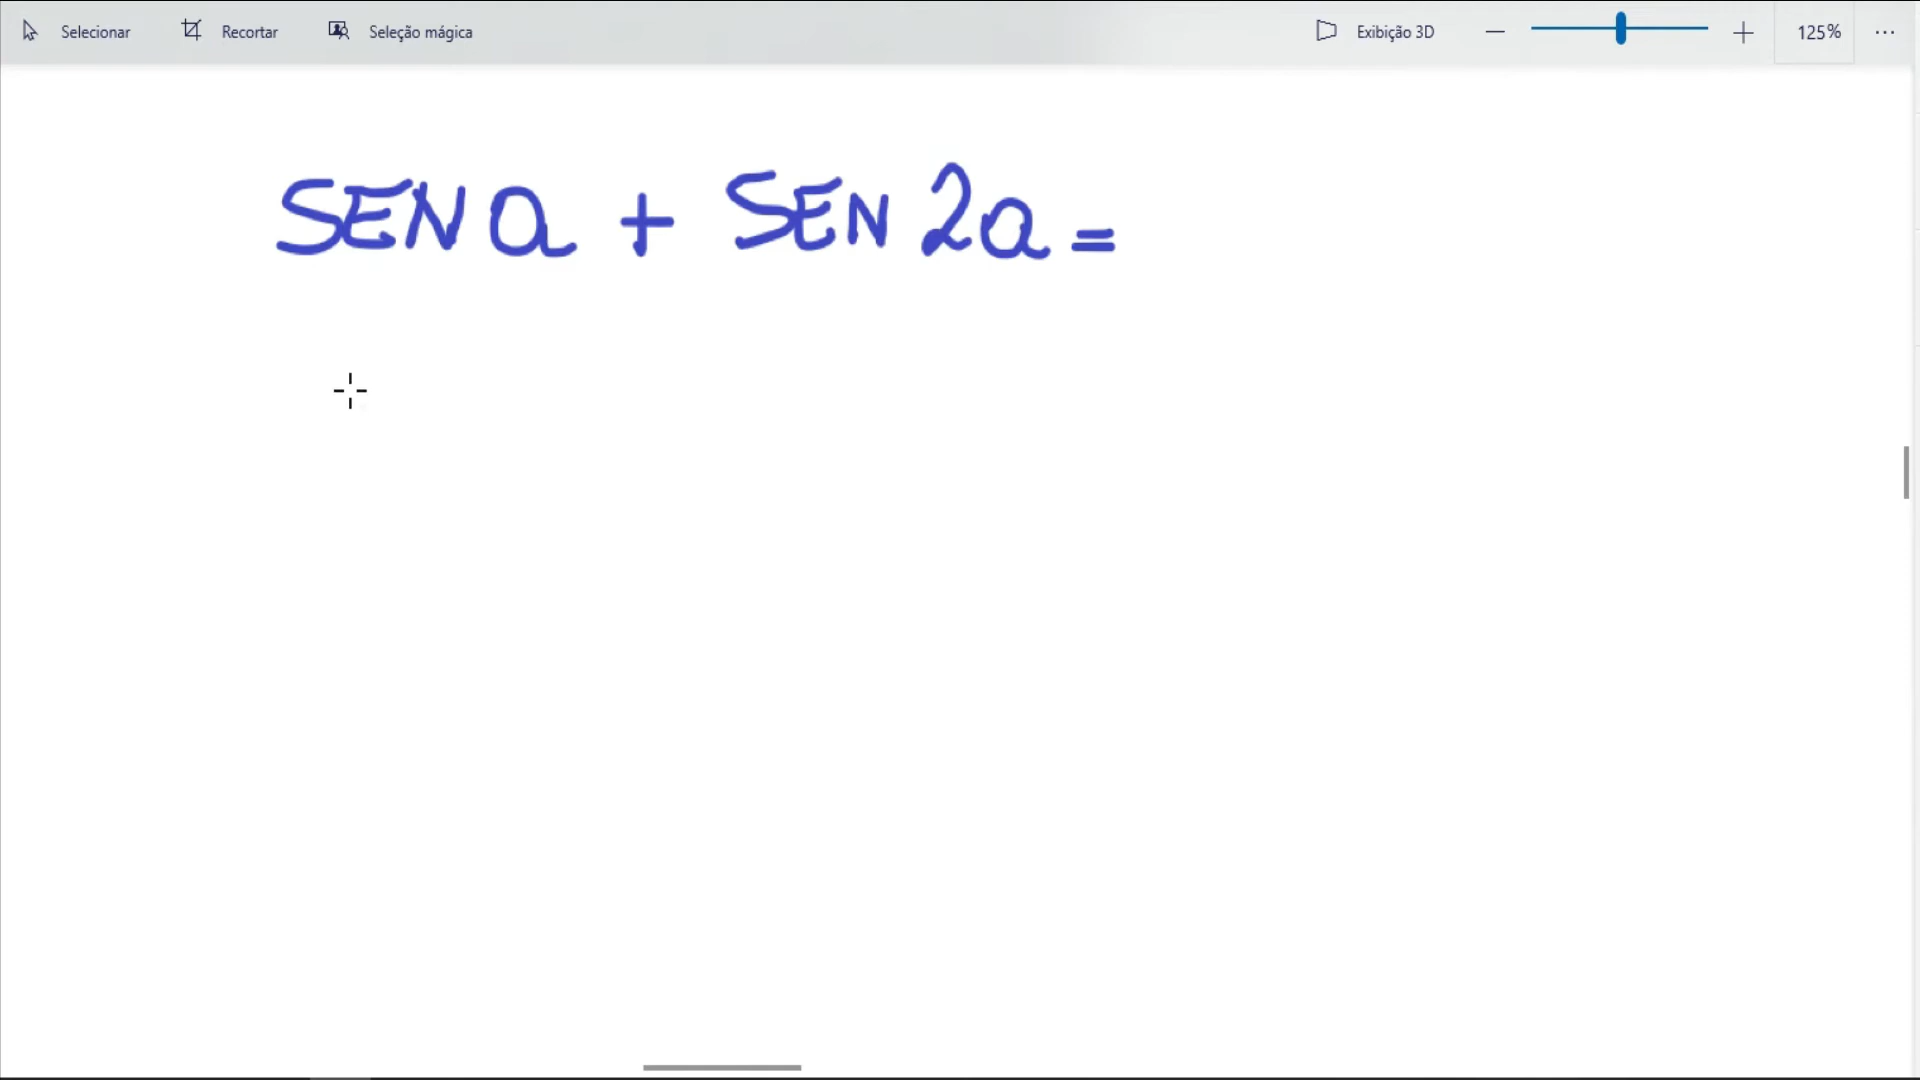 Selecionar Recortar Seleção mágica Exibição 3D 125%
SEN a + SEN 2a =